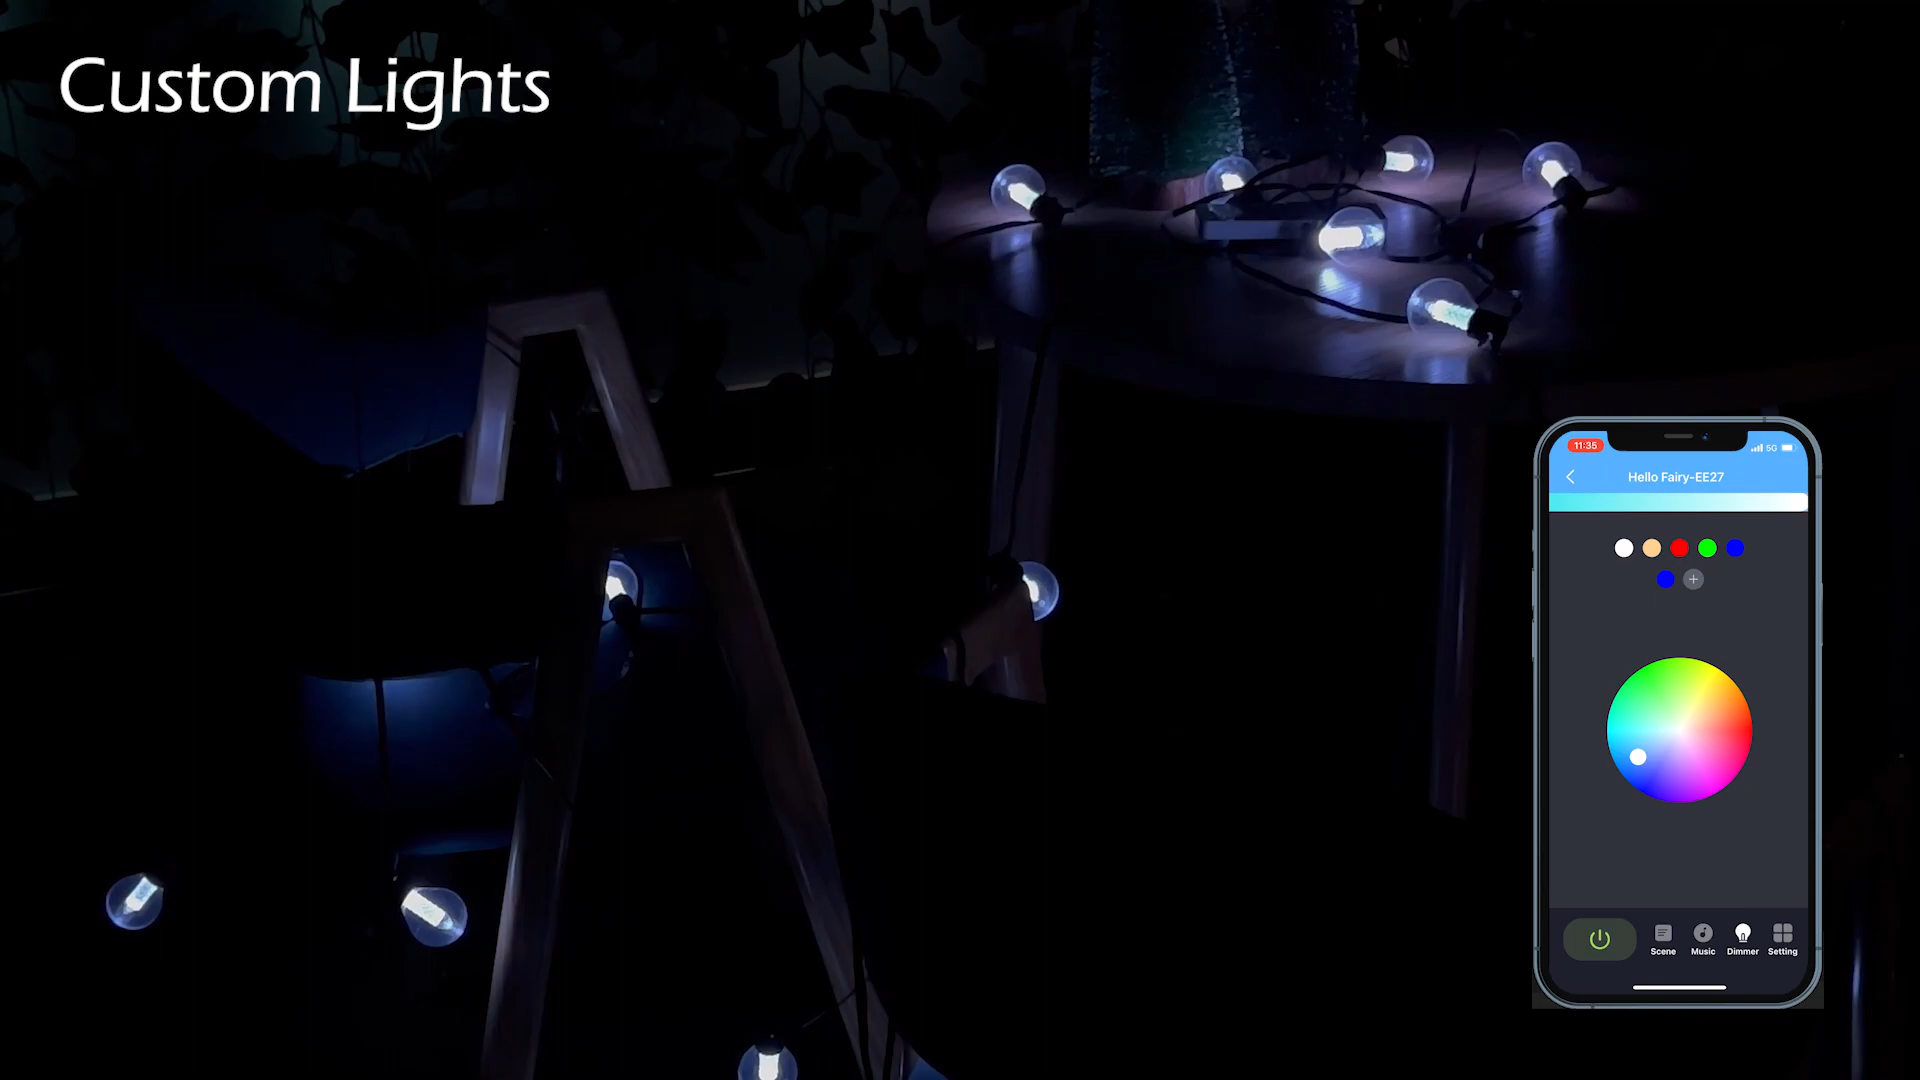 Custom Lights
11:35
5G
Hello Fairy-EE27
Scene Music Dimmer Setting